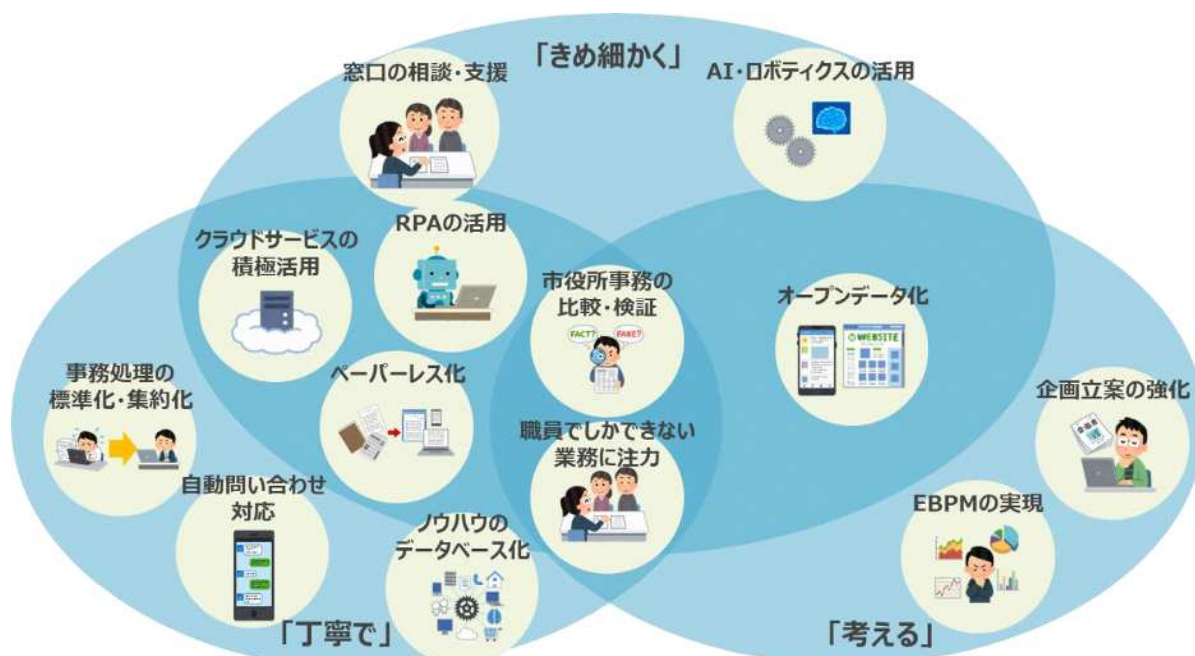 「きめ細かく」
窓口の相談・支援
AI・ロボティクスの活用
RPAの活用
クラウドサービスの
積極活用
市役所事務の
比較・検証
FACT?
FAKE?
オープンデータ化
WEBSITE
ペーパーレス化
事務処理の
標準化・集約化
企画立案の強化
企画書
職員でしかできない
業務に注力
自動問い合わせ
対応
ノウハウの
データベース化
EBPMの実現
「丁寧で」
「考える」